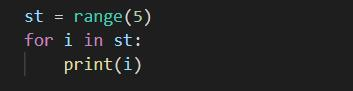 st = range(5)
for i in st:
    print(i)